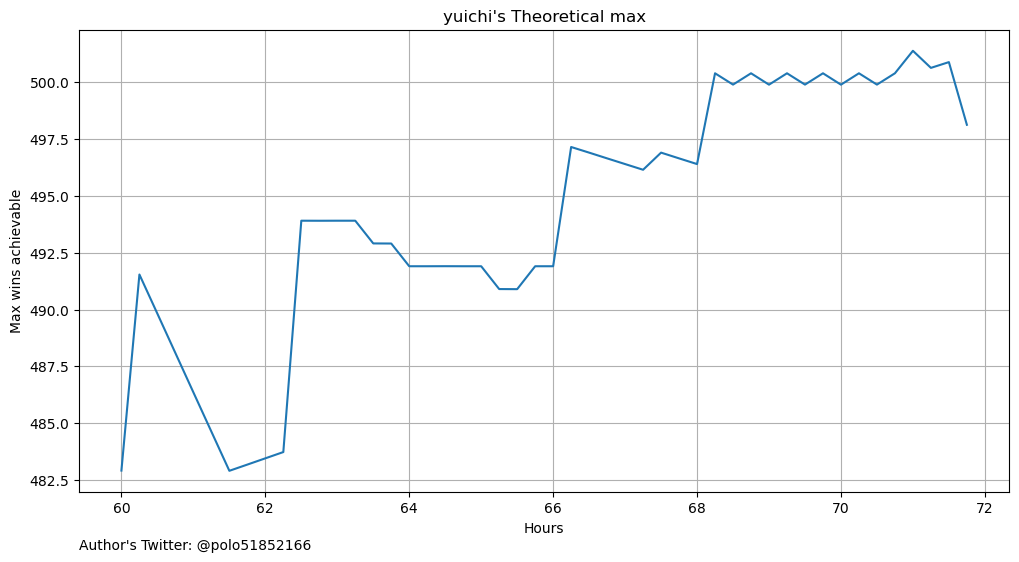 yuichi's Theoretical max
Max wins achievable
500.0
497.5
495.0
492.5
490.0
487.5
485.0
482.5
60 62 64 66 68 70 72
Hours
Author's Twitter: @polo51852166